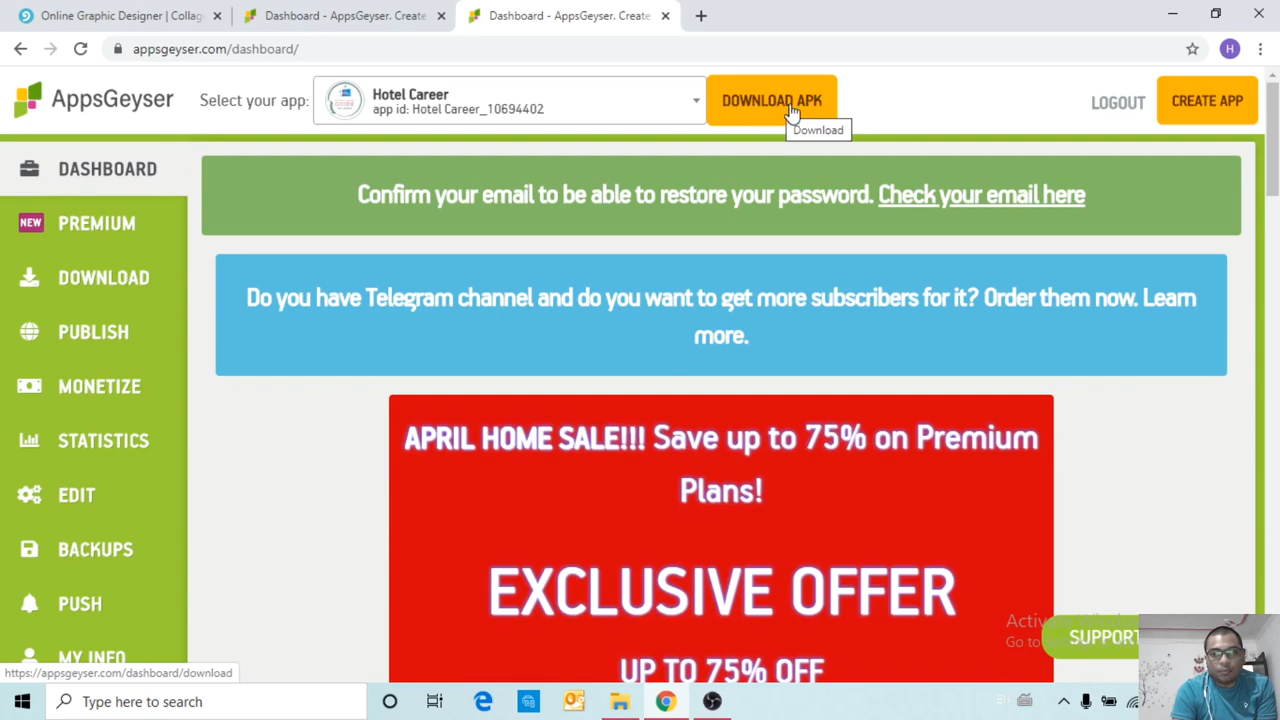 Online Graphic Designer | Collag
Dashboard - AppsGeyser. Create
Dashboard - AppsGeyser. Create
appsgeyser.com/dashboard/
H
AppsGeyser
Select your app:
Hotel Career
app id: Hotel Career_10694402
DOWNLOAD APK
Download
LOGOUT
CREATE APP
DASHBOARD
NEW PREMIUM
DOWNLOAD
PUBLISH
MONETIZE
STATISTICS
EDIT
BACKUPS
PUSH
MY INFO
Confirm your email to be able to restore your password. Check your email here
Do you have Telegram channel and do you want to get more subscribers for it? Order them now. Learn
more.
APRIL HOME SALE!!! Save up to 75% on Premium
Plans!
EXCLUSIVE OFFER
UP TO 75% OFF
SUPPORT
https://appsgeyser.com/dashboard/download
Type here to search